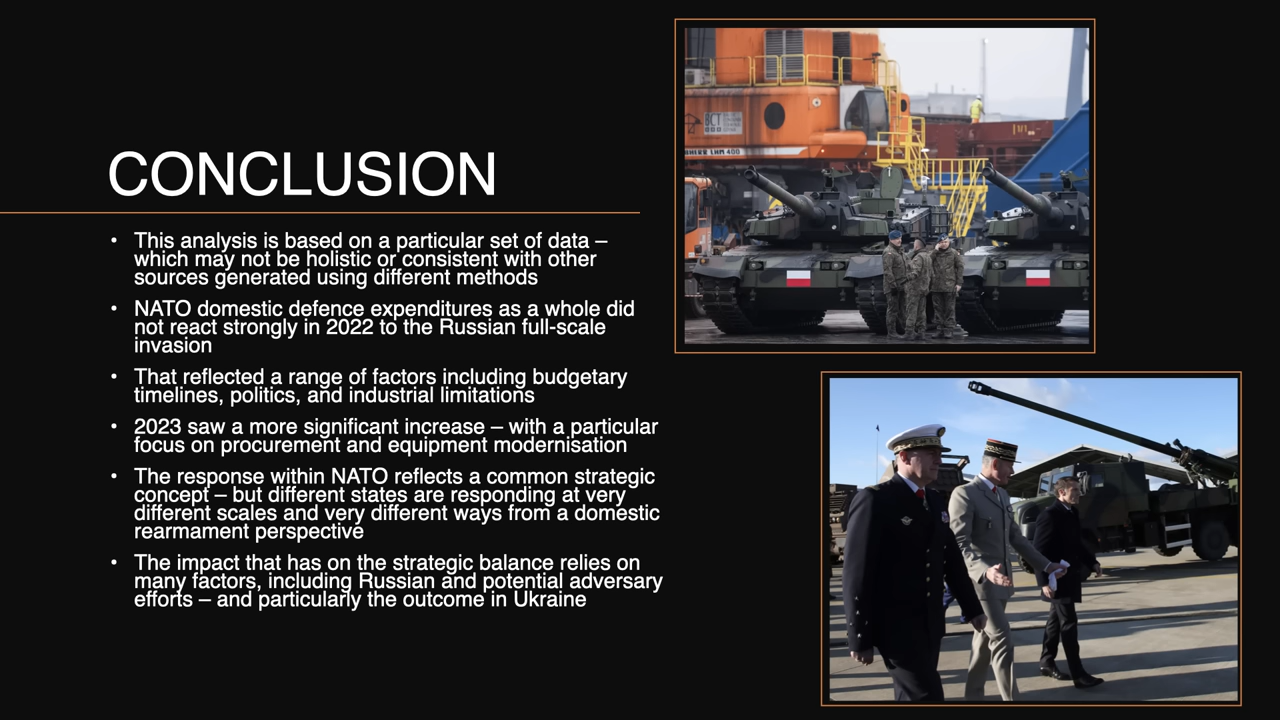 CONCLUSION
• This analysis is based on a particular set of data –
which may not be holistic or consistent with other
sources generated using different methods
• NATO domestic defence expenditures as a whole did
not react strongly in 2022 to the Russian full-scale
invasion
• That reflected a range of factors including budgetary
timelines, politics, and industrial limitations
• 2023 saw a more significant increase – with a particular
focus on procurement and equipment modernisation
• The response within NATO reflects a common strategic
concept – but different states are responding at very
different scales and very different ways from a domestic
rearmament perspective
• The impact that has on the strategic balance relies on
many factors, including Russian and potential adversary
efforts – and particularly the outcome in Ukraine
BCT
LHM 400